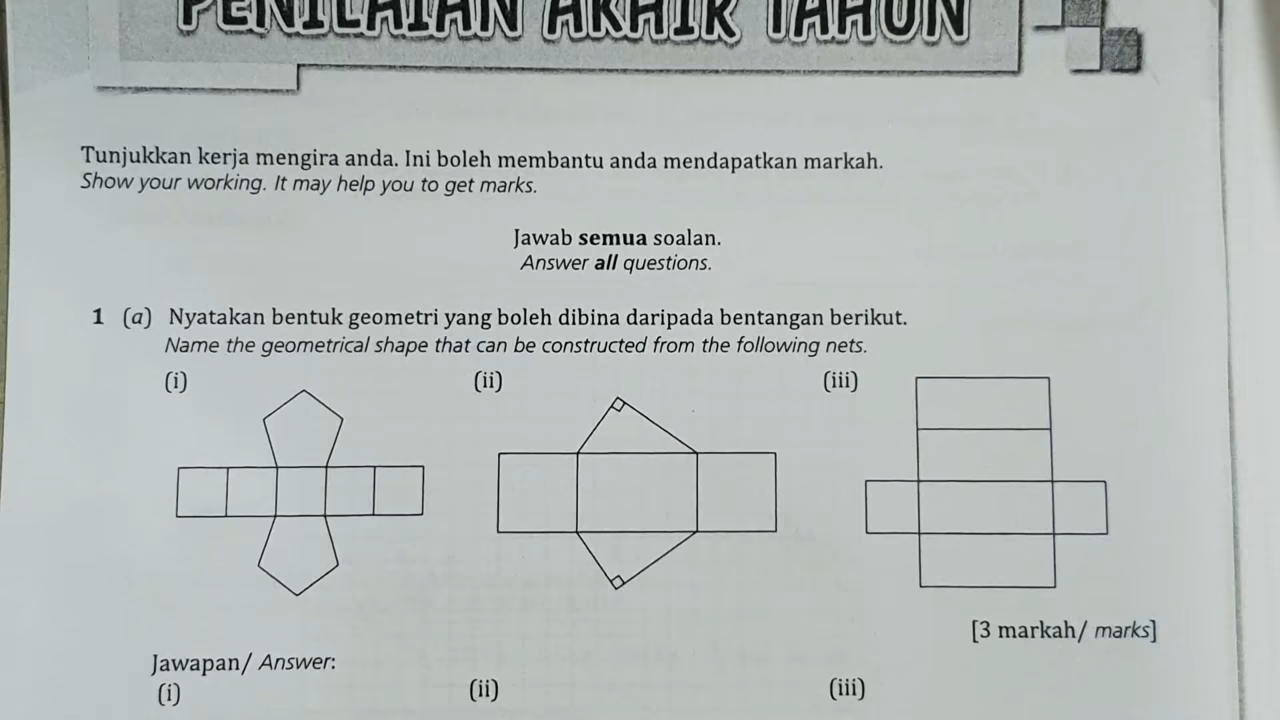 PENILAIAN AKHIR TAHUN
Tunjukkan kerja mengira anda. Ini boleh membantu anda mendapatkan markah.
Show your working. It may help you to get marks.
Jawab semua soalan.
Answer all questions.
1 (a) Nyatakan bentuk geometri yang boleh dibina daripada bentangan berikut.
Name the geometrical shape that can be constructed from the following nets.
(i) (ii) (iii)
[3 markah/ marks]
Jawapan/ Answer:
(i) (ii) (iii)